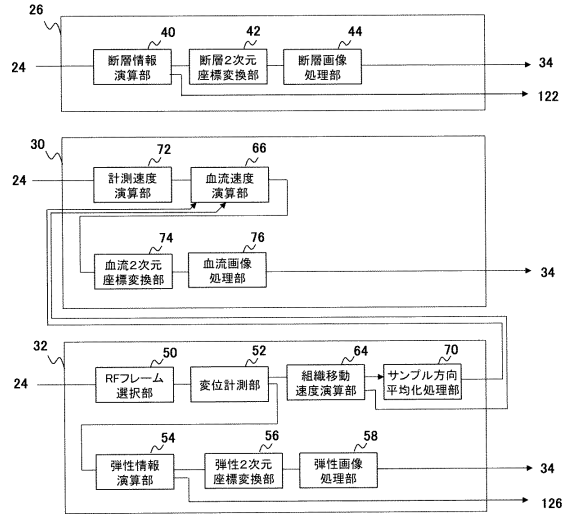 26
40
42
44
24
断層情報
演算部
断層2次元
座標変換部
断層画像
処理部
34
122
30
72
66
24
計測速度
演算部
血流速度
演算部
74
76
血流2次元
座標変換部
血流画像
処理部
34
32
50
52
64
70
24
RFフレーム
選択部
変位計測部
組織移動
速度演算部
サンプル方向
平均化処理部
54
56
58
弾性情報
演算部
弾性2次元
座標変換部
弾性画像
処理部
34
126